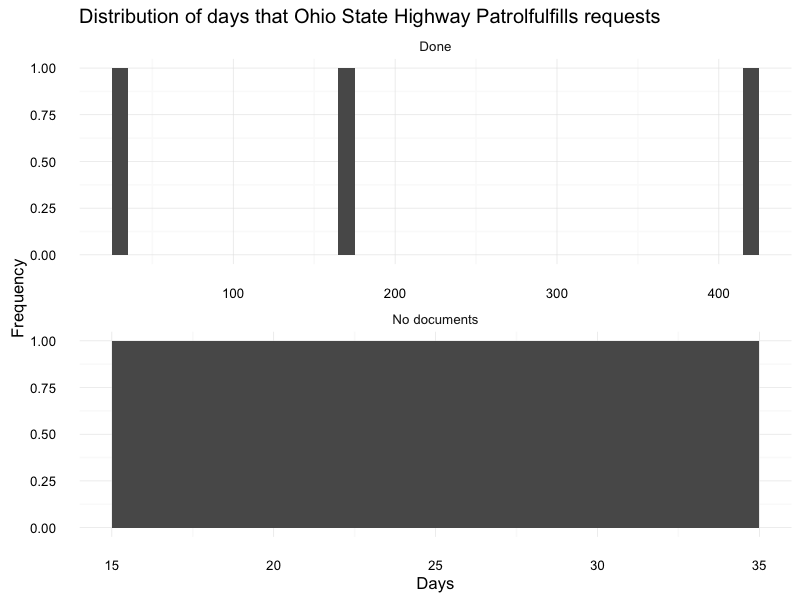 Distribution of days that Ohio State Highway Patrolfulfills requests
Done
1.00
0.75
0.50
0.25
0.00
100 200 300 400
Frequency
No documents
1.00
0.75
0.50
0.25
0.00
15 20 25 30 35
Days